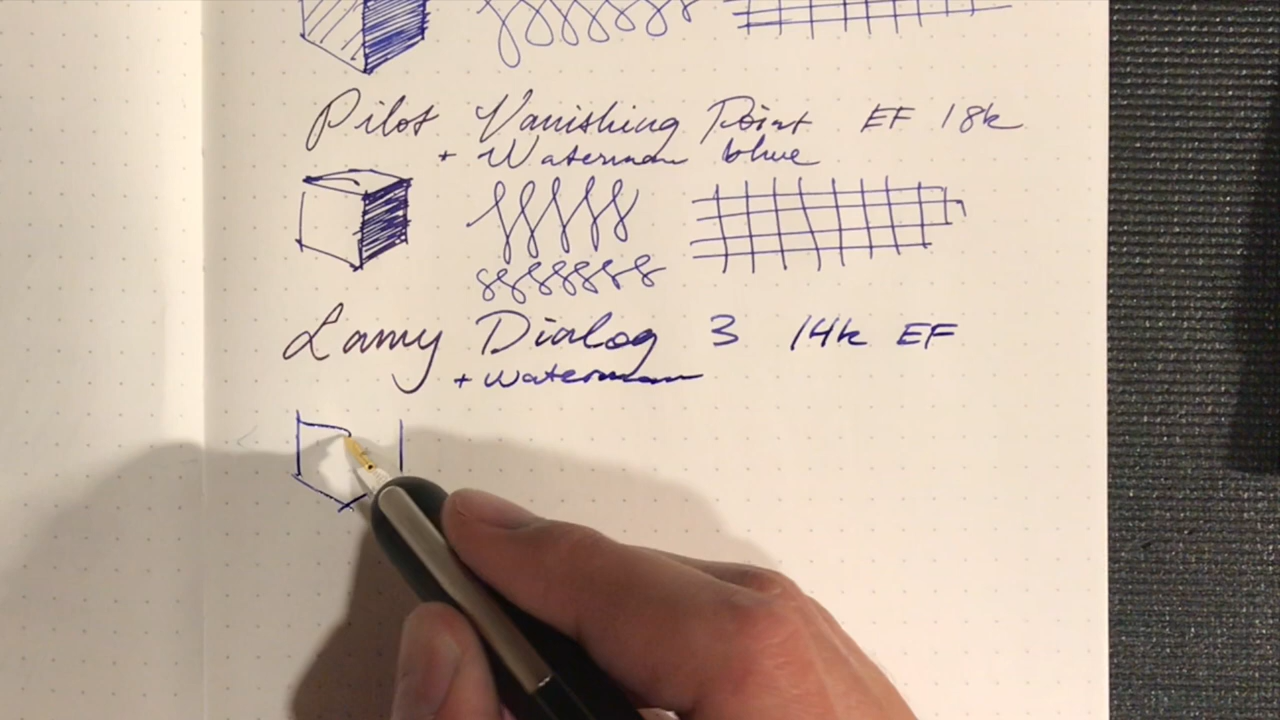 Pilot Vanishing Point EF 18k
+ Waterman blue
Lamy Dialog 3 14k EF
+ Waterman